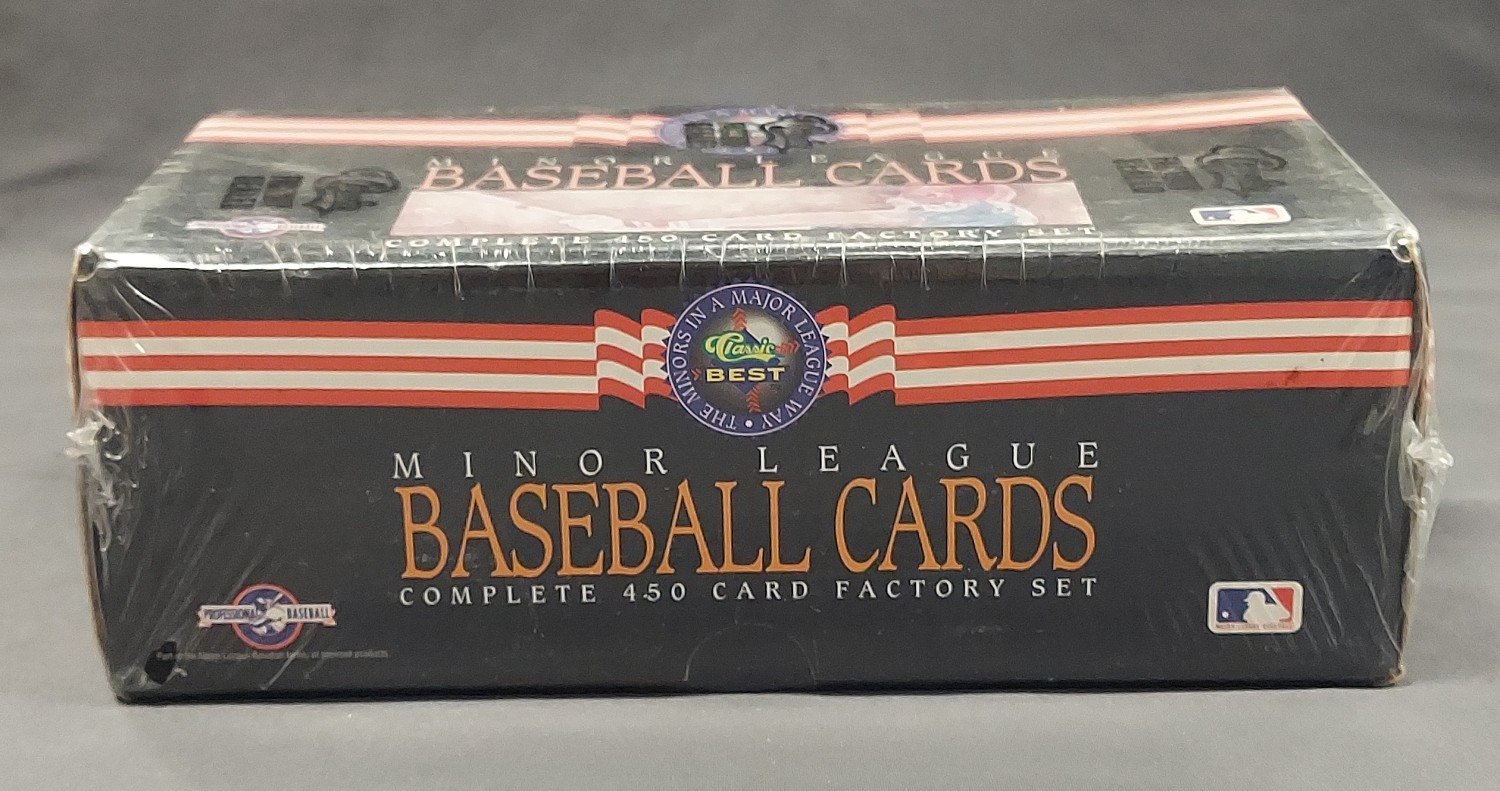 MINOR LEAGUE
BASEBALL CARDS
COMPLETE 450 CARD FACTORY SET
THE MINORS IN A MAJOR LEAGUE WAY
Classic
BEST
MINOR LEAGUE
BASEBALL CARDS
COMPLETE 450 CARD FACTORY SET
PROFESSIONAL BASEBALL